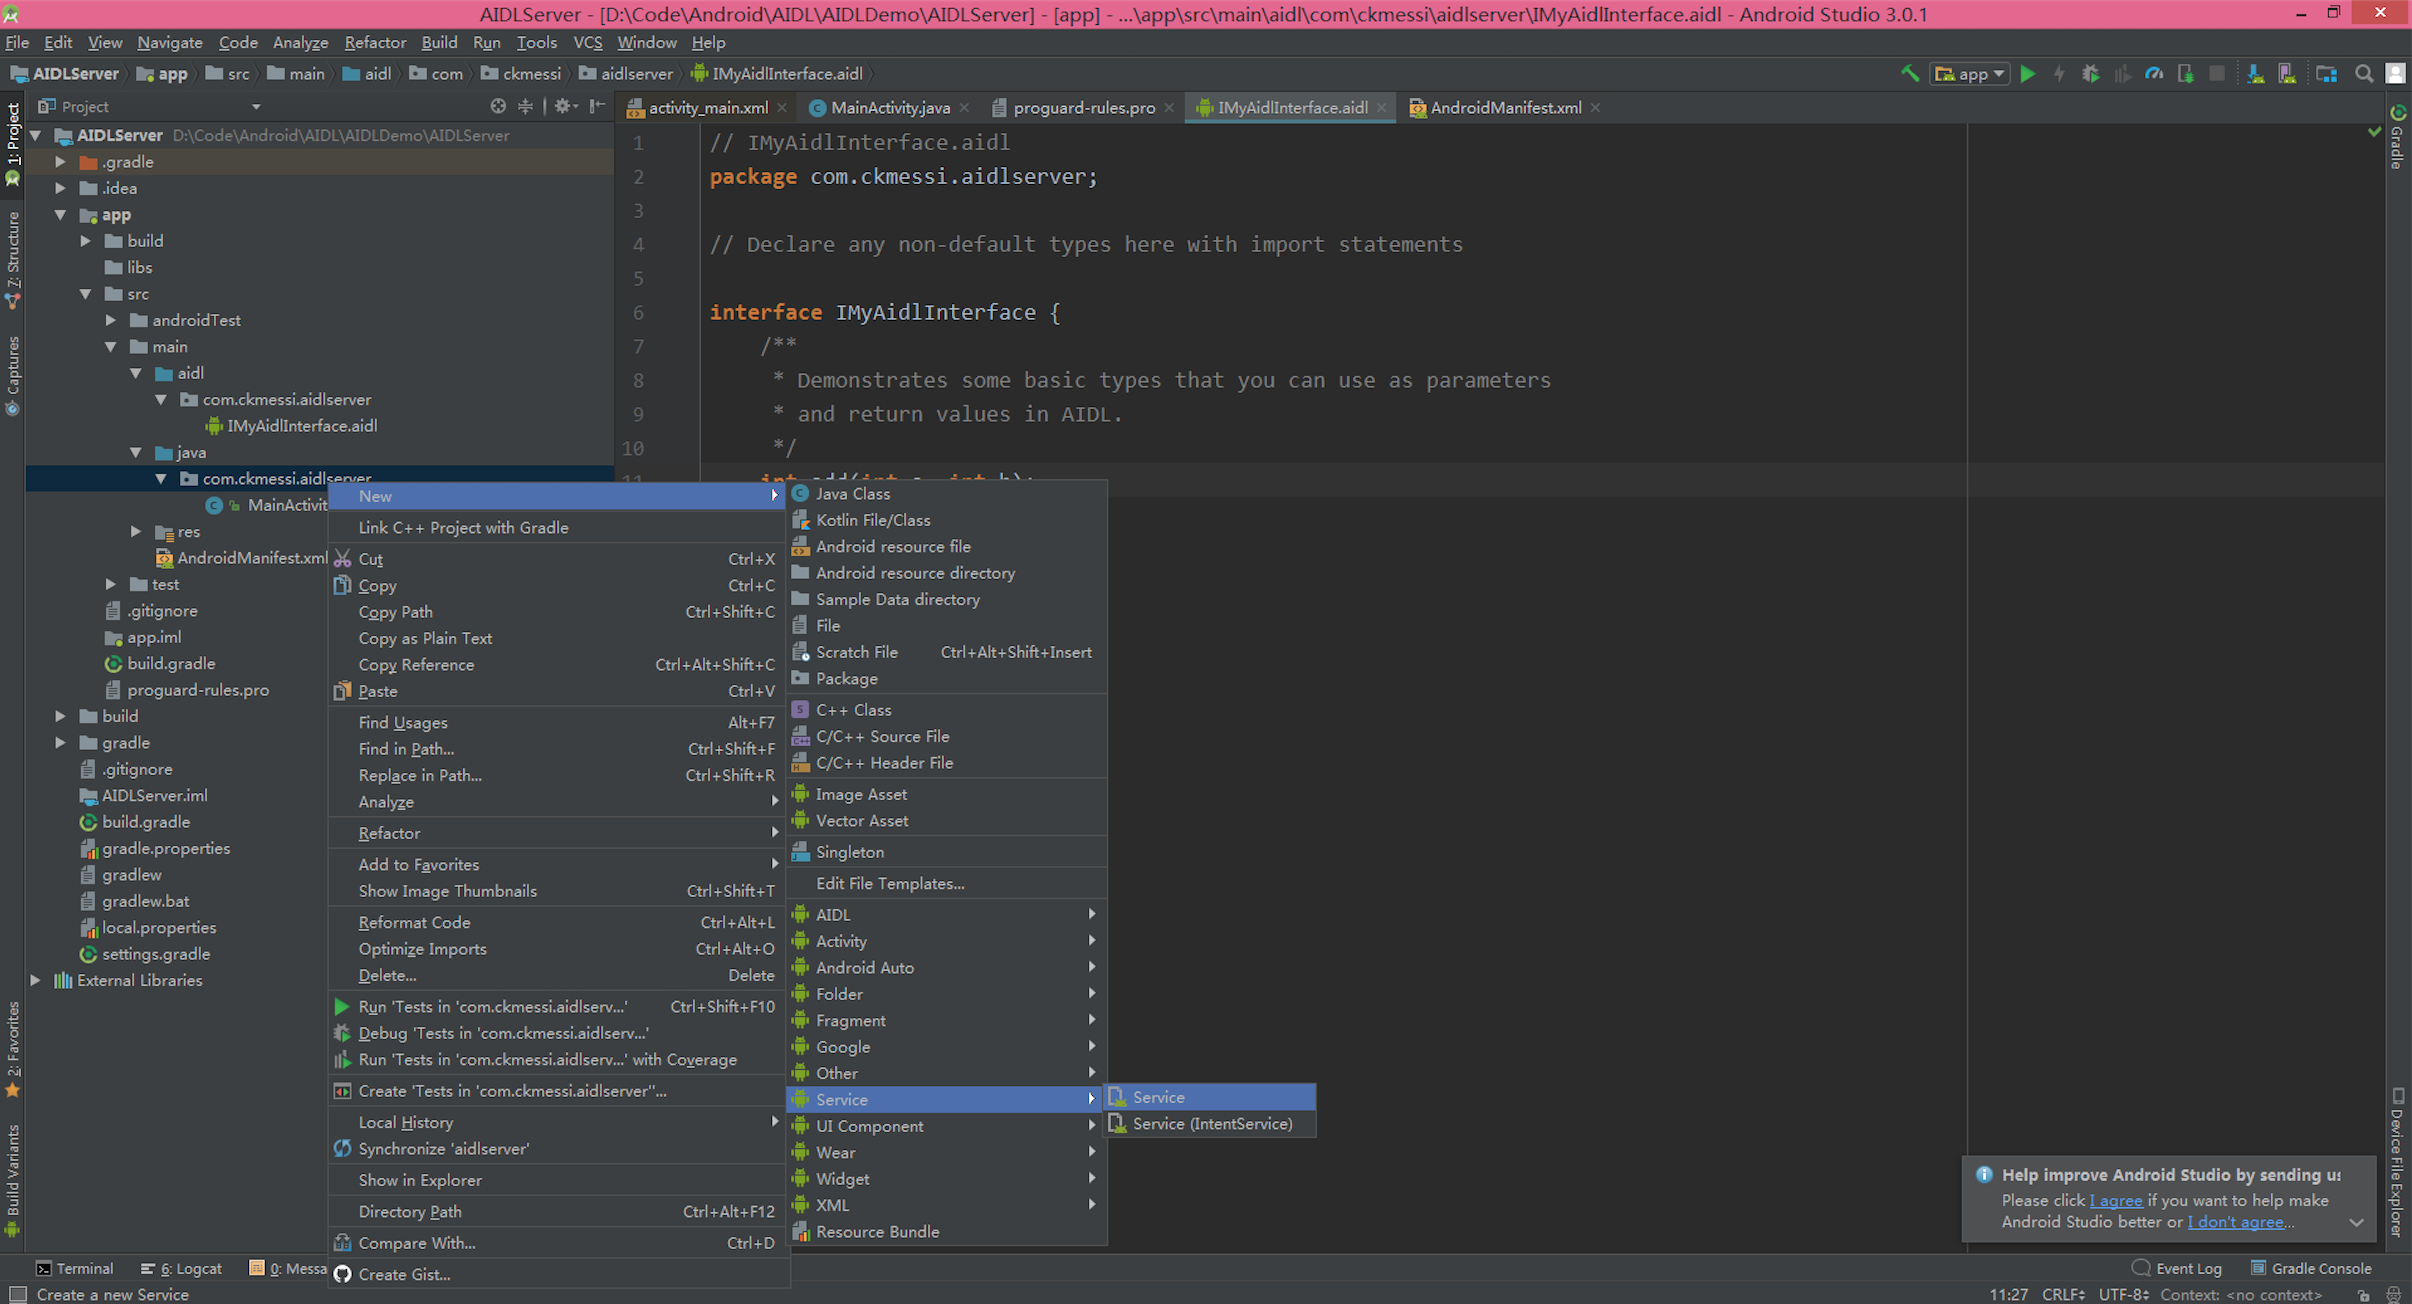 AIDLServer - [D:\Code\Android\AIDL\AIDLDemo\AIDLServer] - [app] - ...\app\src\main\aidl\com\ckmessi\aidlserver\IMyAidlInterface.aidl - Android Studio 3.0.1
File Edit View Navigate Code Analyze Refactor Build Run Tools VCS Window Help
AIDLServer app src main aidl com ckmessi aidlserver IMyAidlInterface.aidl
app
Project
activity_main.xml MainActivity.java proguard-rules.pro IMyAidlInterface.aidl AndroidManifest.xml
1: Project
7: Structure
Captures
2: Favorites
Build Variants
AIDLServer D:\Code\Android\AIDL\AIDLDemo\AIDLServer
.gradle
.idea
app
build
libs
src
androidTest
main
aidl
com.ckmessi.aidlserver
IMyAidlInterface.aidl
java
com.ckmessi.aidlserver
MainActivit
res
AndroidManifest.xml
test
.gitignore
app.iml
build.gradle
proguard-rules.pro
build
gradle
.gitignore
AIDLServer.iml
build.gradle
gradle.properties
gradlew
gradlew.bat
local.properties
settings.gradle
External Libraries
1 // IMyAidlInterface.aidl
2 package com.ckmessi.aidlserver;
3
4 // Declare any non-default types here with import statements
5
6 interface IMyAidlInterface {
7 /**
8 * Demonstrates some basic types that you can use as parameters
9 * and return values in AIDL.
10 */
11 int add(int a, int b);
New
Link C++ Project with Gradle
Cut Ctrl+X
Copy Ctrl+C
Copy Path Ctrl+Shift+C
Copy as Plain Text
Copy Reference Ctrl+Alt+Shift+C
Paste Ctrl+V
Find Usages Alt+F7
Find in Path... Ctrl+Shift+F
Replace in Path... Ctrl+Shift+R
Analyze
Refactor
Add to Favorites
Show Image Thumbnails Ctrl+Shift+T
Reformat Code Ctrl+Alt+L
Optimize Imports Ctrl+Alt+O
Delete... Delete
Run 'Tests in 'com.ckmessi.aidlserv...' Ctrl+Shift+F10
Debug 'Tests in 'com.ckmessi.aidlserv...'
Run 'Tests in 'com.ckmessi.aidlserv...' with Coverage
Create 'Tests in 'com.ckmessi.aidlserver''...
Local History
Synchronize 'aidlserver'
Show in Explorer
Directory Path Ctrl+Alt+F12
Compare With... Ctrl+D
Create Gist...
Java Class
Kotlin File/Class
Android resource file
Android resource directory
Sample Data directory
File
Scratch File Ctrl+Alt+Shift+Insert
Package
C++ Class
C/C++ Source File
C/C++ Header File
Image Asset
Vector Asset
Singleton
Edit File Templates...
AIDL
Activity
Android Auto
Folder
Fragment
Google
Other
Service
UI Component
Wear
Widget
XML
Resource Bundle
Service
Service (IntentService)
Gradle
Device File Explorer
Help improve Android Studio by sending us
Please click I agree if you want to help make
Android Studio better or I don't agree...
Terminal 6: Logcat 0: Messa
Event Log Gradle Console
Create a new Service
11:27 CRLF UTF-8 Context: <no context>